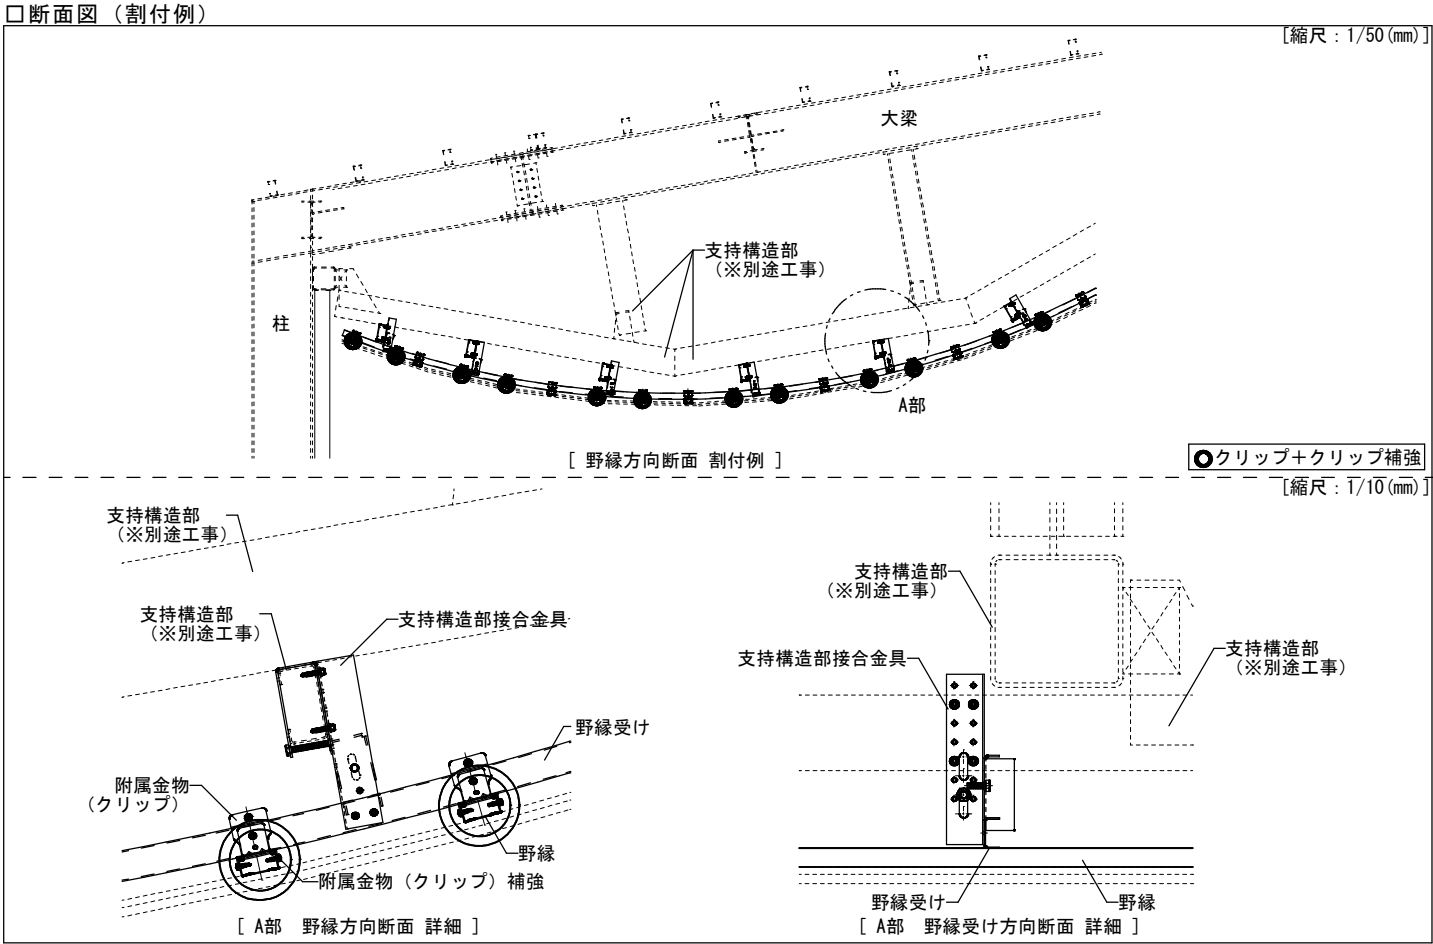 □断面図（割付例）
[縮尺：1/50(mm)]
大梁
支持構造部
（※別途工事）
柱
A部
[ 野縁方向断面 割付例 ]
クリップ＋クリップ補強
[縮尺：1/10(mm)]
支持構造部
（※別途工事）
支持構造部
（※別途工事）
支持構造部接合金具
野縁受け
附属金物
（クリップ）
野縁
附属金物（クリップ）補強
[ A部　野縁方向断面 詳細 ]
支持構造部
（※別途工事）
支持構造部接合金具
支持構造部
（※別途工事）
野縁受け
野縁
[ A部　野縁受け方向断面 詳細 ]